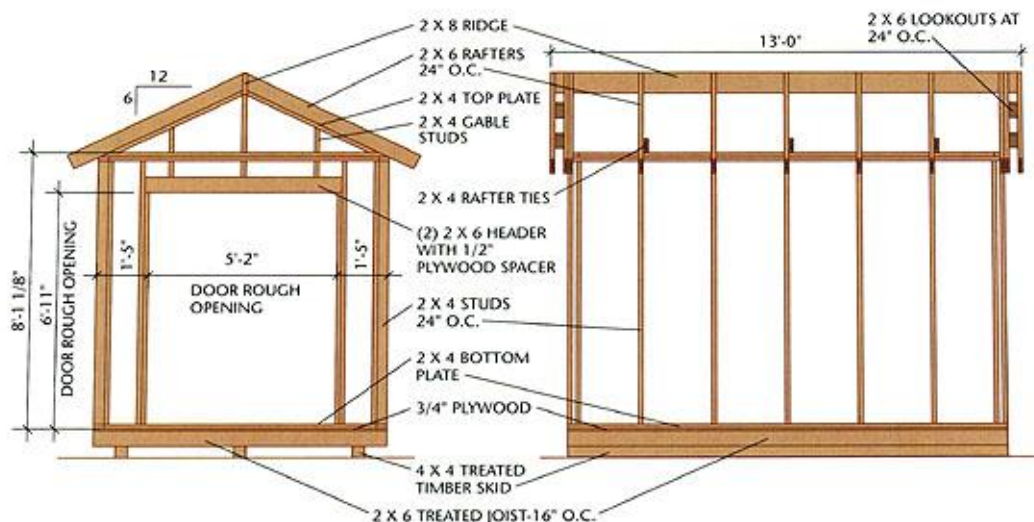 2 X 8 RIDGE
2 X 6 RAFTERS
24" O.C.
2 X 4 TOP PLATE
2 X 4 GABLE
STUDS
12
6
13'-0"
2 X 6 LOOKOUTS AT
24" O.C.
2 X 4 RAFTER TIES
(2) 2 X 6 HEADER
WITH 1/2"
PLYWOOD SPACER
8'-1 1/8"
6'-11"
DOOR ROUGH OPENING
1'-5"
5'-2"
1'-5"
DOOR ROUGH
OPENING
2 X 4 STUDS
24" O.C.
2 X 4 BOTTOM
PLATE
3/4" PLYWOOD
4 X 4 TREATED
TIMBER SKID
2 X 6 TREATED JOIST-16" O.C.